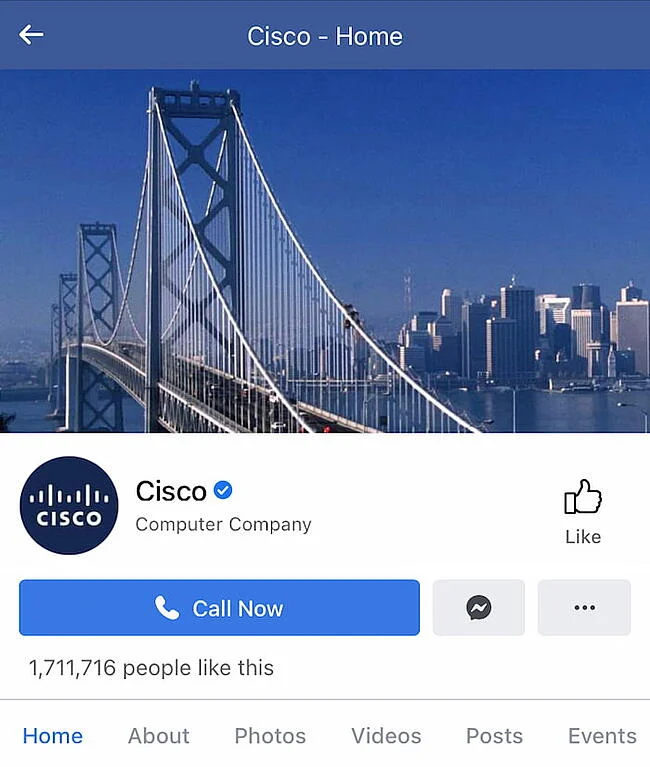 Cisco - Home
CISCO
Cisco
Computer Company
Like
Call Now
1,711,716 people like this
Home About Photos Videos Posts Events